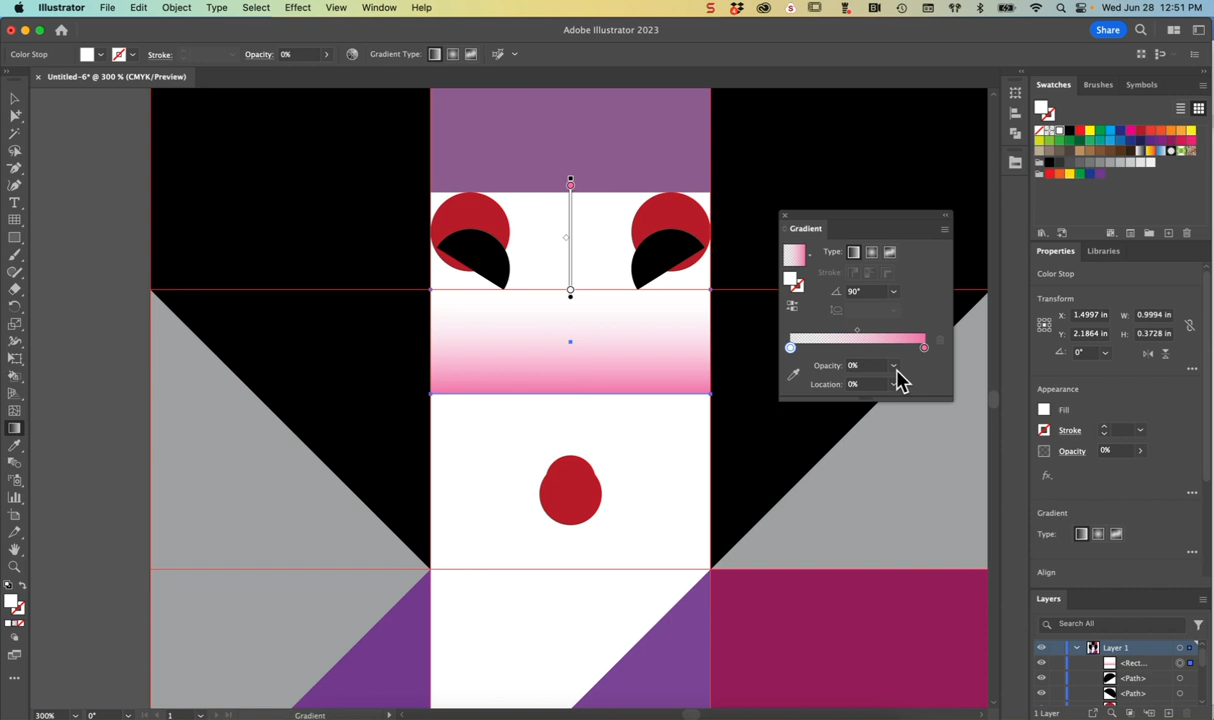 Illustrator File Edit Object Type Select Effect View Window Help Wed Jun 28 12:51 PM
Adobe Illustrator 2023
Share
Color Stop Stroke: Opacity: 0% Gradient Type:
Untitled-6* @ 300 % (CMYK/Preview)
Swatches Brushes Symbols
Gradient
Type:
Stroke:
90°
Opacity: 0%
Location: 0%
Properties Libraries
Color Stop
Transform
X: 1.4997 in W: 0.9994 in
Y: 2.1864 in H: 0.3728 in
0°
Appearance
Fill
Stroke
Opacity 0%
fx.
Gradient
Type:
Align
Layers
Search All
Layer 1
<Rect...
<Path>
<Path>
1 Layer
300% 0° 1 Gradient